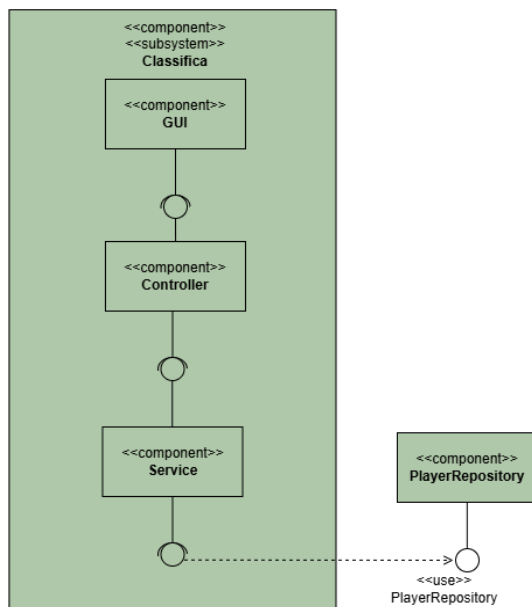 <<component>>
<<subsystem>>
Classifica
<<component>>
GUI
<<component>>
Controller
<<component>>
Service
<<component>>
PlayerRepository
<<use>>
PlayerRepository